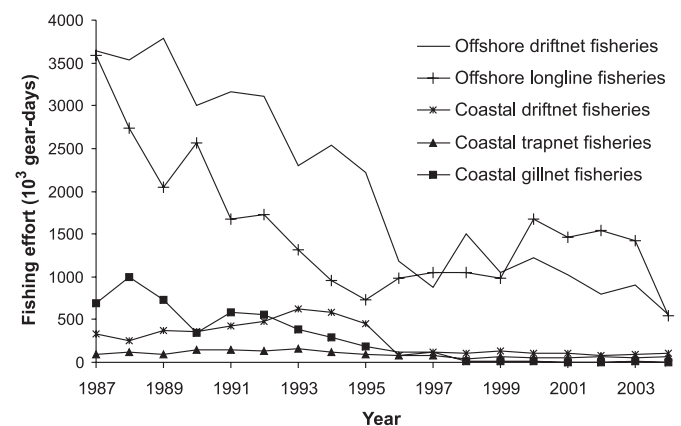 4000
3500
3000
2500
2000
1500
1000
500
0
Fishing effort (10³ gear-days)
Offshore driftnet fisheries
Offshore longline fisheries
Coastal driftnet fisheries
Coastal trapnet fisheries
Coastal gillnet fisheries
1987 1989 1991 1993 1995 1997 1999 2001 2003
Year